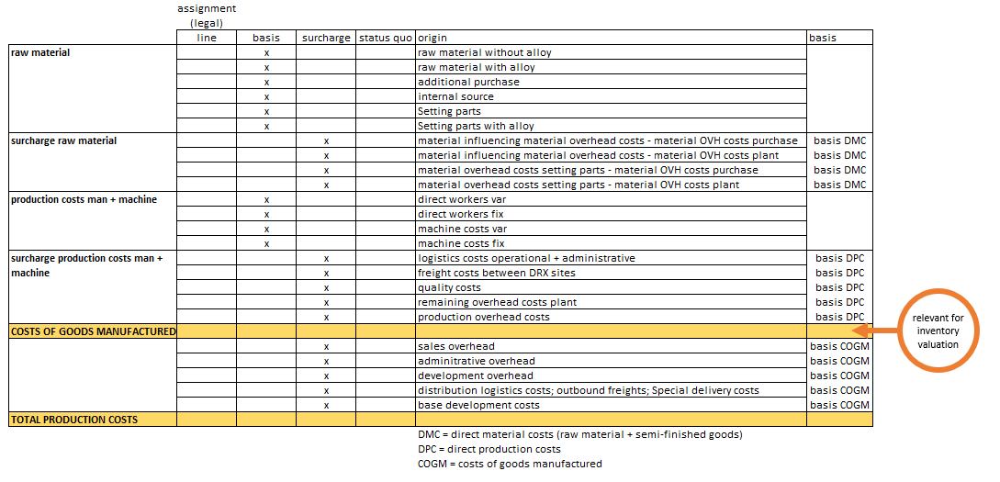 assignment
(legal)
line basis surcharge status quo origin basis
raw material x raw material without alloy
x raw material with alloy
x additional purchase
x internal source
x Setting parts
x Setting parts with alloy
surcharge raw material x material influencing material overhead costs - material OVH costs purchase basis DMC
x material influencing material overhead costs - material OVH costs plant basis DMC
x material overhead costs setting parts - material OVH costs purchase basis DMC
x material overhead costs setting parts - material OVH costs plant basis DMC
production costs man + machine x direct workers var
x direct workers fix
x machine costs var
x machine costs fix
surcharge production costs man + x logistics costs operational + administrative basis DPC
machine x freight costs between DRX sites basis DPC
x quality costs basis DPC
x remaining overhead costs plant basis DPC
x production overhead costs basis DPC
COSTS OF GOODS MANUFACTURED
relevant for
inventory
valuation
x sales overhead basis COGM
x adminitrative overhead basis COGM
x development overhead basis COGM
x distribution logistics costs; outbound freights; Special delivery costs basis COGM
x base development costs basis COGM
TOTAL PRODUCTION COSTS
DMC = direct material costs (raw material + semi-finished goods)
DPC = direct production costs
COGM = costs of goods manufactured